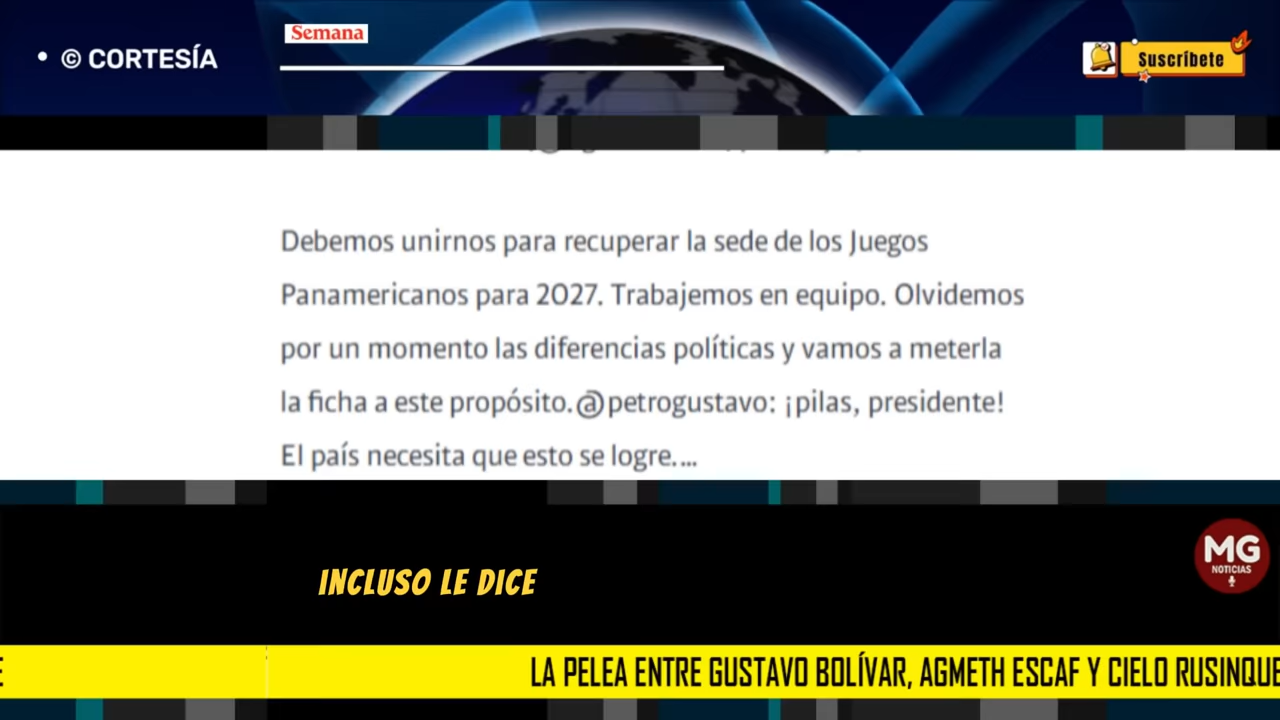 • © CORTESÍA
Semana
Suscríbete
Debemos unirnos para recuperar la sede de los Juegos
Panamericanos para 2027. Trabajemos en equipo. Olvidemos
por un momento las diferencias políticas y vamos a meterla
la ficha a este propósito.@petrogustavo: ¡pilas, presidente!
El país necesita que esto se logre....
MG
NOTICIAS
INCLUSO LE DICE
E LA PELEA ENTRE GUSTAVO BOLÍVAR, AGMETH ESCAF Y CIELO RUSINQUE